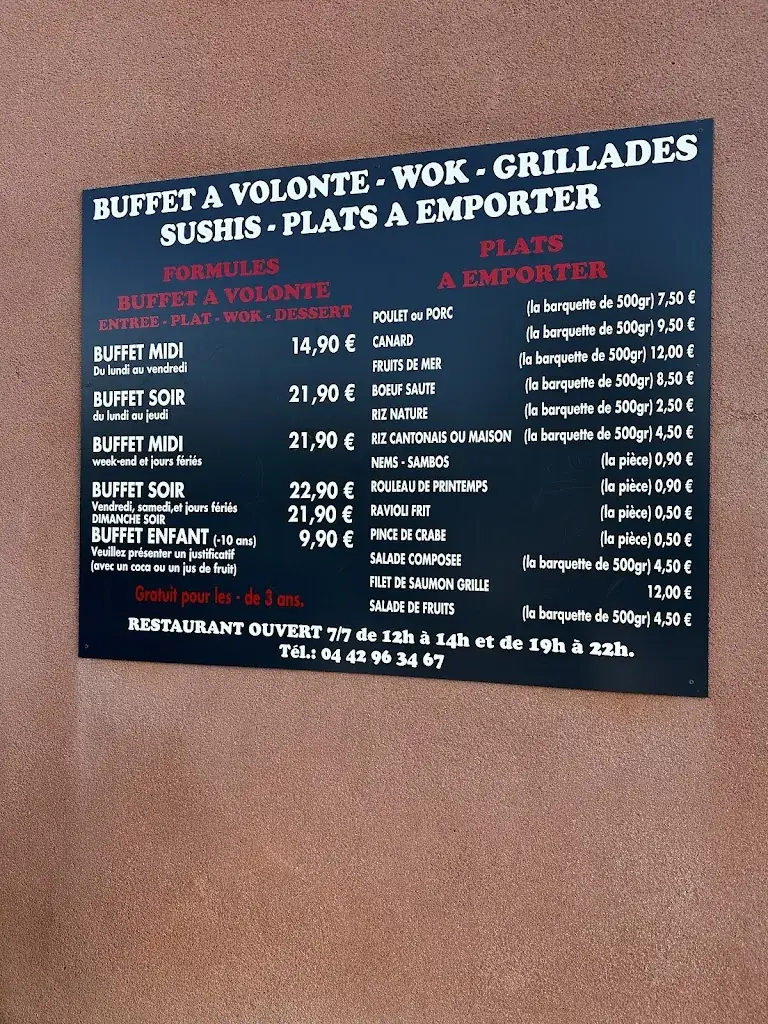 BUFFET A VOLONTE - WOK - GRILLADES
SUSHIS - PLATS A EMPORTER
FORMULES
BUFFET A VOLONTE
ENTREE - PLAT - WOK - DESSERT
BUFFET MIDI 14,90 €
Du lundi au vendredi
BUFFET SOIR 21,90 €
du lundi au jeudi
BUFFET MIDI 21,90 €
week-end et jours fériés
BUFFET SOIR 22,90 €
Vendredi, samedi,et jours fériés
DIMANCHE SOIR 21,90 €
BUFFET ENFANT (-10 ans) 9,90 €
Veuillez présenter un justificatif
(avec un coca ou un jus de fruit)
Gratuit pour les - de 3 ans.
PLATS
A EMPORTER
POULET ou PORC (la barquette de 500gr) 7,50 €
CANARD (la barquette de 500gr) 9,50 €
FRUITS DE MER (la barquette de 500gr) 12,00 €
BOEUF SAUTE (la barquette de 500gr) 8,50 €
RIZ NATURE (la barquette de 500gr) 2,50 €
RIZ CANTONAIS OU MAISON (la barquette de 500gr) 4,50 €
NEMS - SAMBOS (la pièce) 0,90 €
ROULEAU DE PRINTEMPS (la pièce) 0,90 €
RAVIOLI FRIT (la pièce) 0,50 €
PINCE DE CRABE (la pièce) 0,50 €
SALADE COMPOSEE (la barquette de 500gr) 4,50 €
FILET DE SAUMON GRILLE 12,00 €
SALADE DE FRUITS (la barquette de 500gr) 4,50 €
RESTAURANT OUVERT 7/7 de 12h à 14h et de 19h à 22h.
Tél.: 04 42 96 34 67